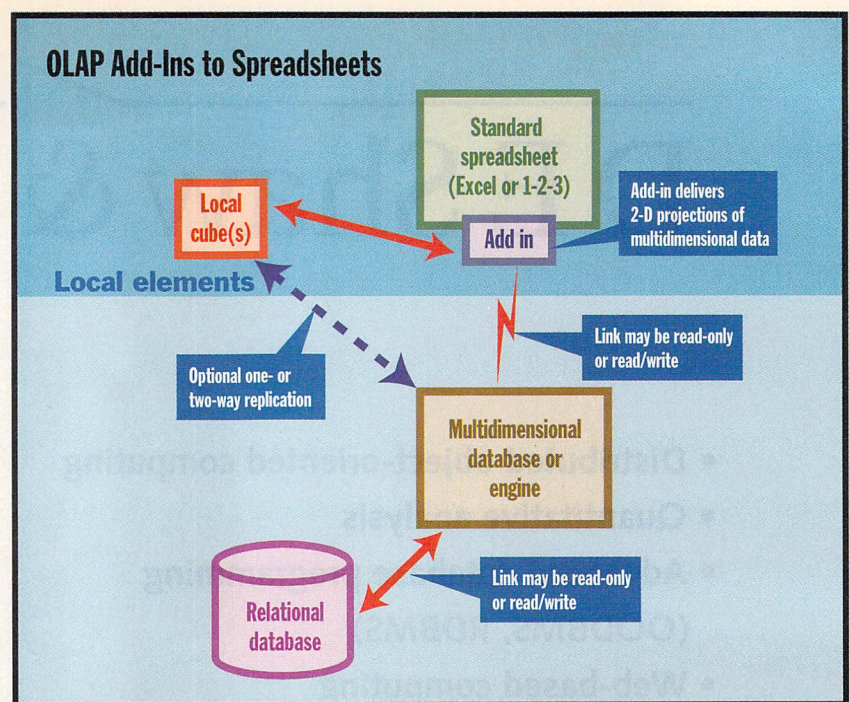 OLAP Add-Ins to Spreadsheets
Standard
spreadsheet
(Excel or 1-2-3)
Add in
Add-in delivers
2-D projections of
multidimensional data
Local
cube(s)
Local elements
Link may be read-only
or read/write
Optional one- or
two-way replication
Multidimensional
database or
engine
Relational
database
Link may be read-only
or read/write
• Distributed object-oriented computing
• Quantitative analysis
• Web-based computing